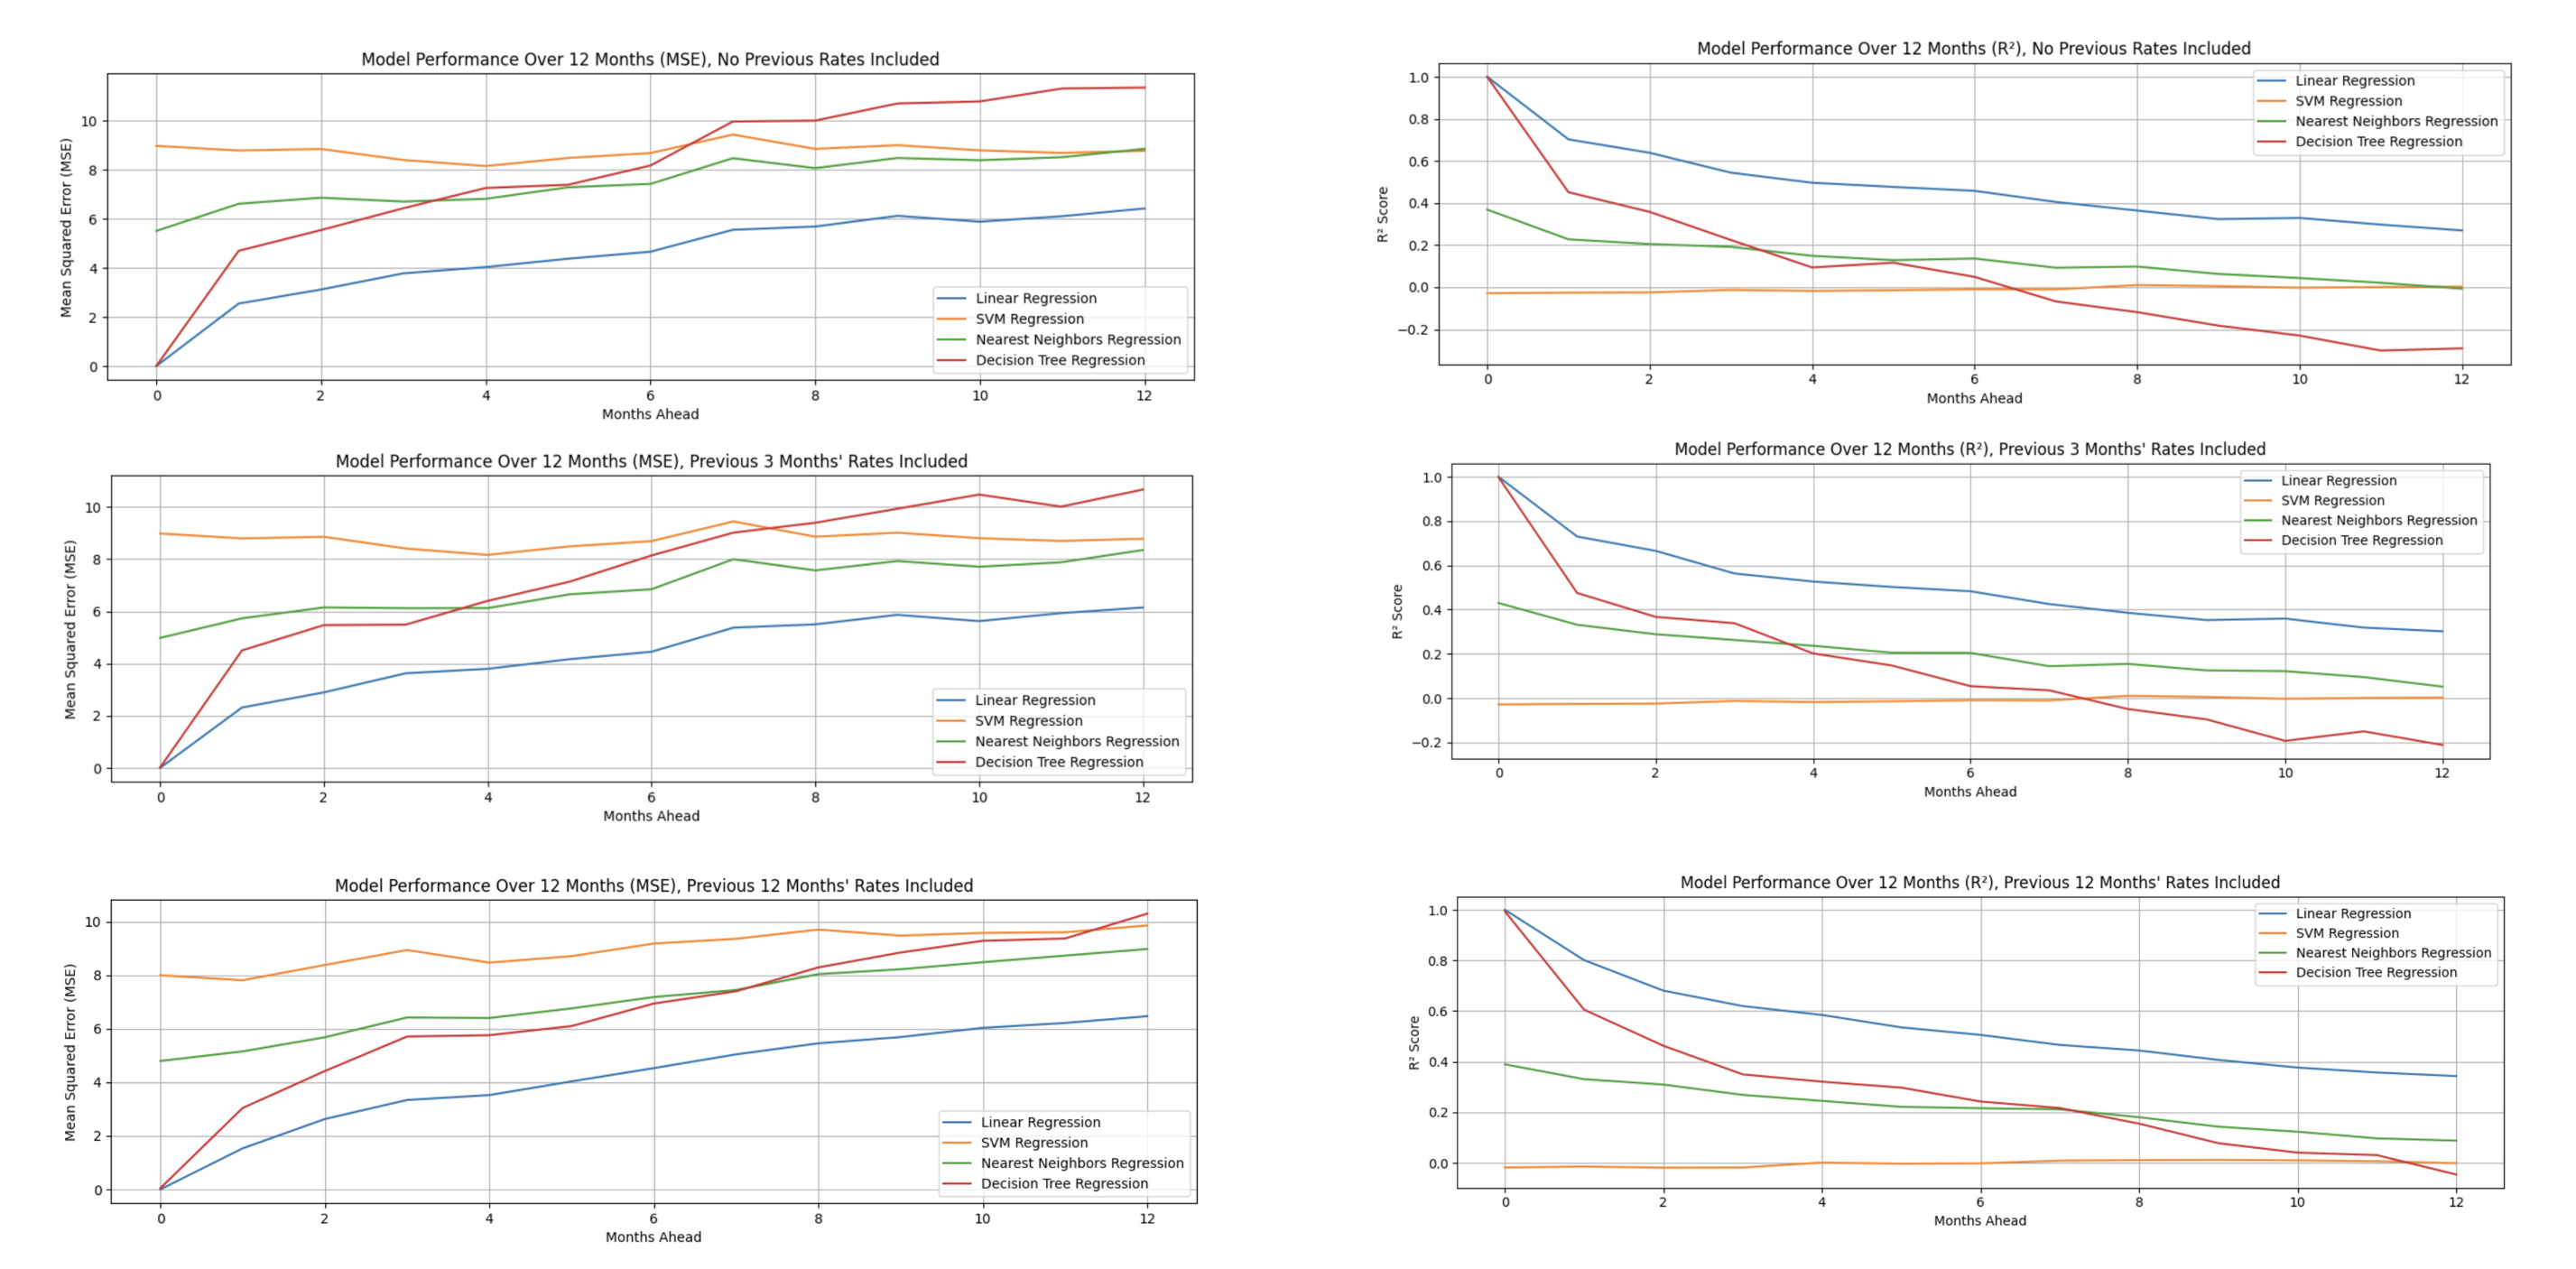 Model Performance Over 12 Months (MSE), No Previous Rates Included
Mean Squared Error (MSE)
10
8
6
4
2
0
Linear Regression
SVM Regression
Nearest Neighbors Regression
Decision Tree Regression
0 2 4 6 8 10 12
Months Ahead
Model Performance Over 12 Months (R²), No Previous Rates Included
R² Score
1.0
0.8
0.6
0.4
0.2
0.0
−0.2
Linear Regression
SVM Regression
Nearest Neighbors Regression
Decision Tree Regression
0 2 4 6 8 10 12
Months Ahead
Model Performance Over 12 Months (MSE), Previous 3 Months' Rates Included
Mean Squared Error (MSE)
10
8
6
4
2
0
Linear Regression
SVM Regression
Nearest Neighbors Regression
Decision Tree Regression
0 2 4 6 8 10 12
Months Ahead
Model Performance Over 12 Months (R²), Previous 3 Months' Rates Included
R² Score
1.0
0.8
0.6
0.4
0.2
0.0
−0.2
Linear Regression
SVM Regression
Nearest Neighbors Regression
Decision Tree Regression
0 2 4 6 8 10 12
Months Ahead
Model Performance Over 12 Months (MSE), Previous 12 Months' Rates Included
Mean Squared Error (MSE)
10
8
6
4
2
0
Linear Regression
SVM Regression
Nearest Neighbors Regression
Decision Tree Regression
0 2 4 6 8 10 12
Months Ahead
Model Performance Over 12 Months (R²), Previous 12 Months' Rates Included
R² Score
1.0
0.8
0.6
0.4
0.2
0.0
Linear Regression
SVM Regression
Nearest Neighbors Regression
Decision Tree Regression
0 2 4 6 8 10 12
Months Ahead